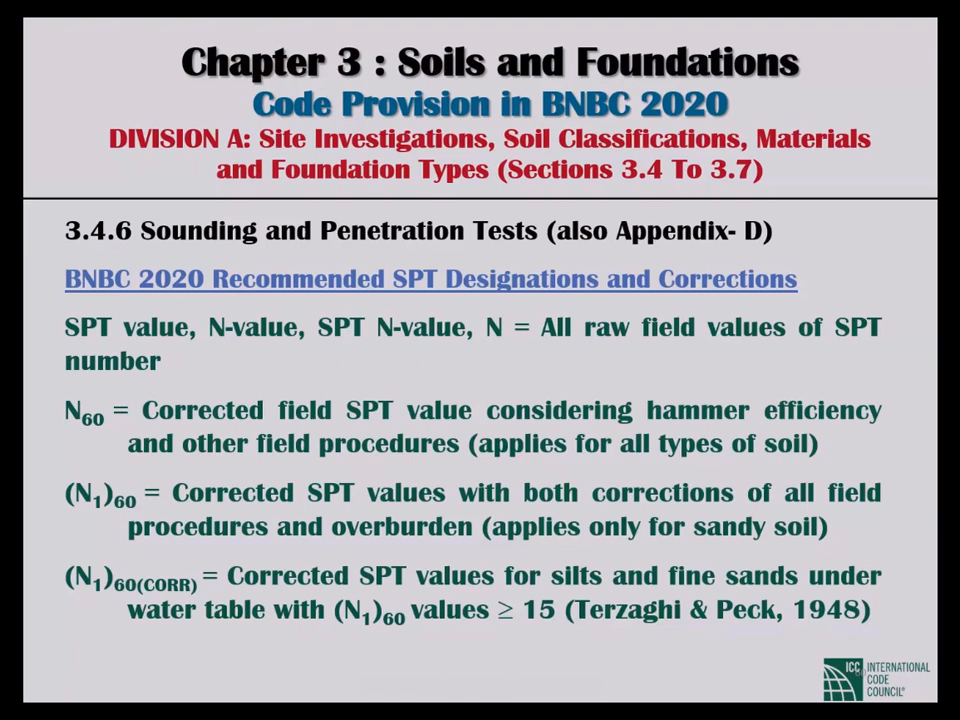 Chapter 3 : Soils and Foundations
Code Provision in BNBC 2020
DIVISION A: Site Investigations, Soil Classifications, Materials
and Foundation Types (Sections 3.4 To 3.7)
3.4.6 Sounding and Penetration Tests (also Appendix- D)
BNBC 2020 Recommended SPT Designations and Corrections
SPT value, N-value, SPT N-value, N = All raw field values of SPT
number
N60 = Corrected field SPT value considering hammer efficiency
and other field procedures (applies for all types of soil)
(N1)60 = Corrected SPT values with both corrections of all field
procedures and overburden (applies only for sandy soil)
(N1)60(CORR) = Corrected SPT values for silts and fine sands under
water table with (N1)60 values ≥ 15 (Terzaghi & Peck, 1948)
ICC INTERNATIONAL
CODE
COUNCIL®